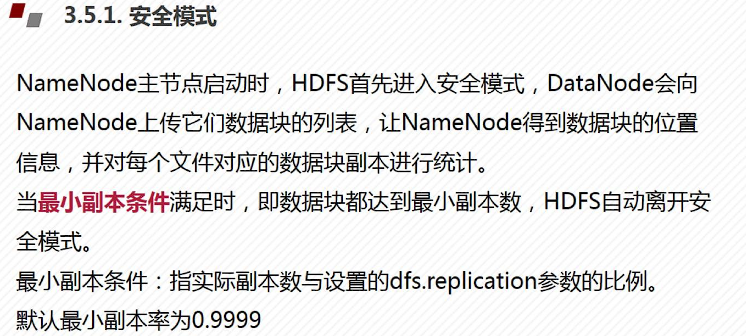 3.5.1. 安全模式
NameNode主节点启动时，HDFS首先进入安全模式，DataNode会向
NameNode上传它们数据块的列表，让NameNode得到数据块的位置
信息，并对每个文件对应的数据块副本进行统计。
当最小副本条件满足时，即数据块都达到最小副本数，HDFS自动离开安
全模式。
最小副本条件：指实际副本数与设置的dfs.replication参数的比例。
默认最小副本率为0.9999